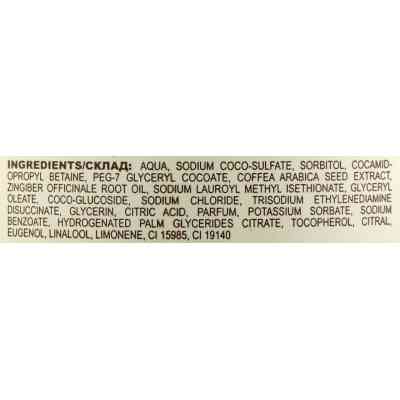 INGREDIENTS/СКЛАД: AQUA, SODIUM COCO-SULFATE, SORBITOL, COCAMID-
OPROPYL BETAINE, PEG-7 GLYCERYL COCOATE, COFFEA ARABICA SEED EXTRACT,
ZINGIBER OFFICINALE ROOT OIL, SODIUM LAUROYL METHYL ISETHIONATE, GLYCERYL
OLEATE, COCO-GLUCOSIDE, SODIUM CHLORIDE, TRISODIUM ETHYLENEDIAMINE
DISUCCINATE, GLYCERIN, CITRIC ACID, PARFUM, POTASSIUM SORBATE, SODIUM
BENZOATE, HYDROGENATED PALM GLYCERIDES CITRATE, TOCOPHEROL, CITRAL,
EUGENOL, LINALOOL, LIMONENE, CI 15985, CI 19140